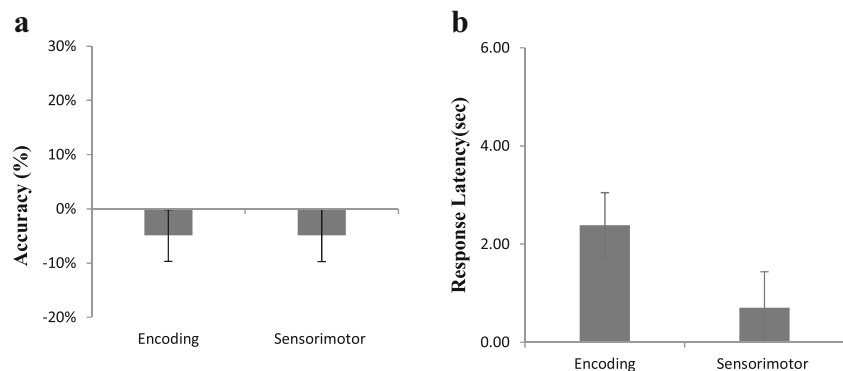 a
30%
20%
10%
0%
-10%
-20%
Accuracy (%)
Encoding Sensorimotor
b
6.00
4.00
2.00
0.00
Response Latency(sec)
Encoding Sensorimotor